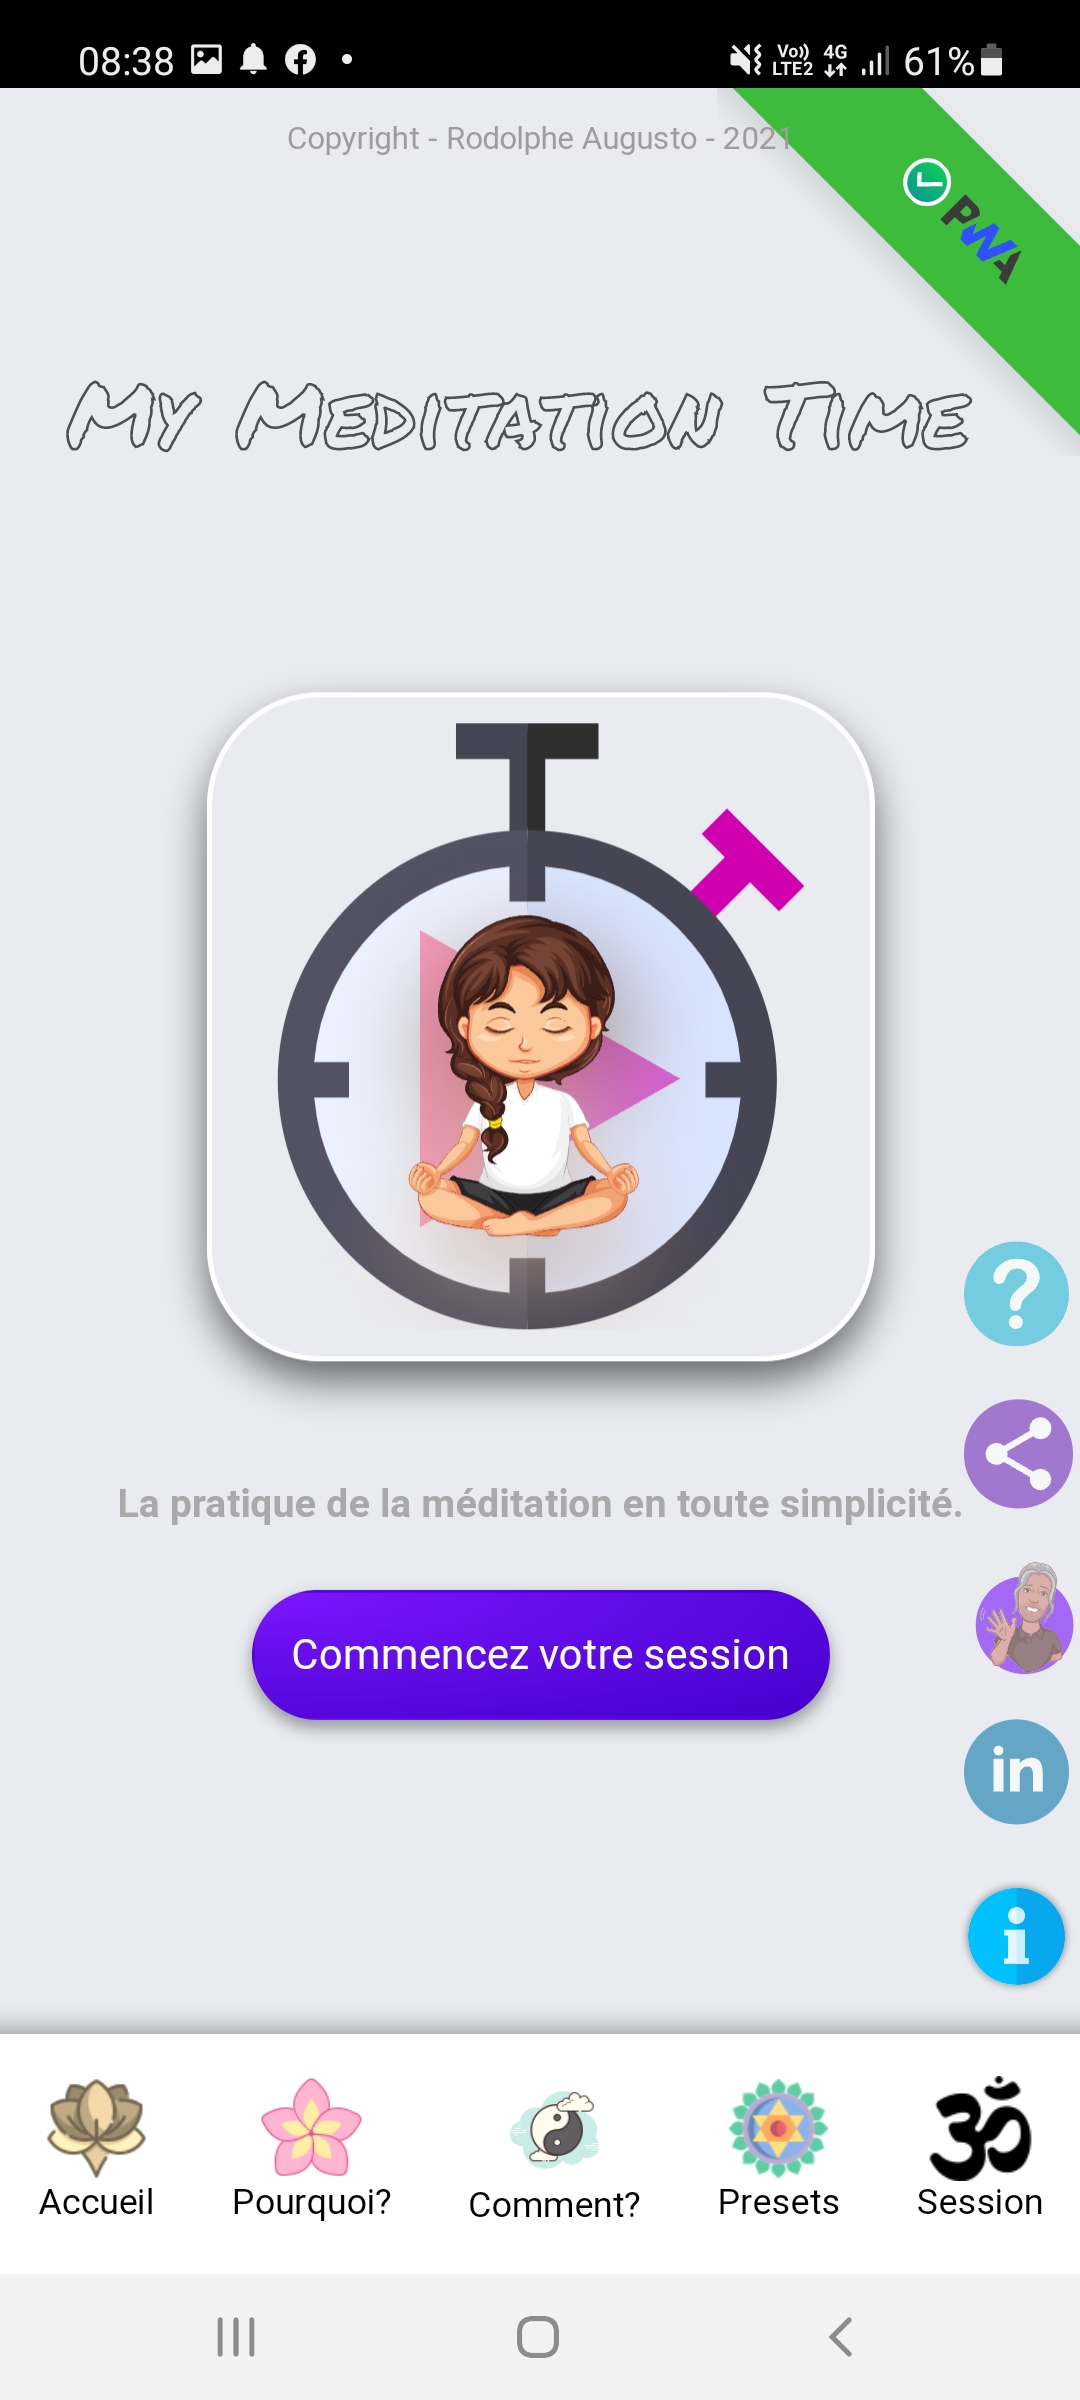 08:38
Vo)) LTE2 4G 61%
Copyright - Rodolphe Augusto - 2021
PWA
My Meditation Time
La pratique de la méditation en toute simplicité.
Commencez votre session
in
Accueil Pourquoi? Comment? Presets Session